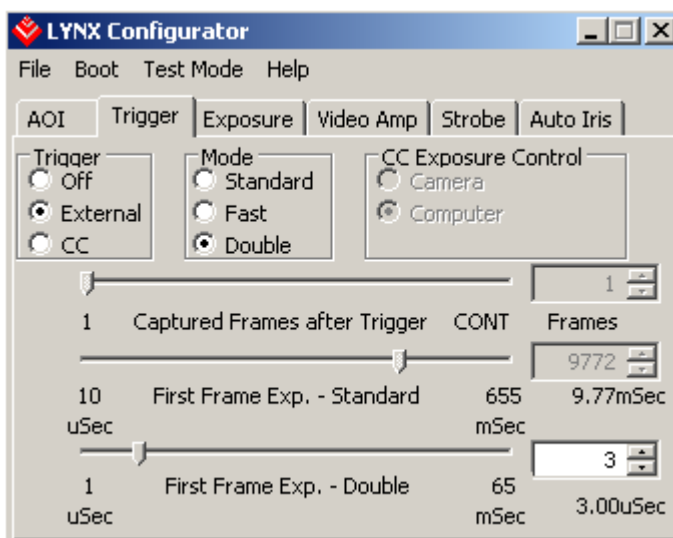 LYNX Configurator
File Boot Test Mode Help
AOI Trigger Exposure Video Amp Strobe Auto Iris
Trigger Mode CC Exposure Control
Off Standard Camera
External Fast Computer
CC Double
1
1 Captured Frames after Trigger CONT Frames
9772
10 First Frame Exp. - Standard 655 9.77mSec
uSec mSec
3
1 First Frame Exp. - Double 65
uSec mSec 3.00uSec